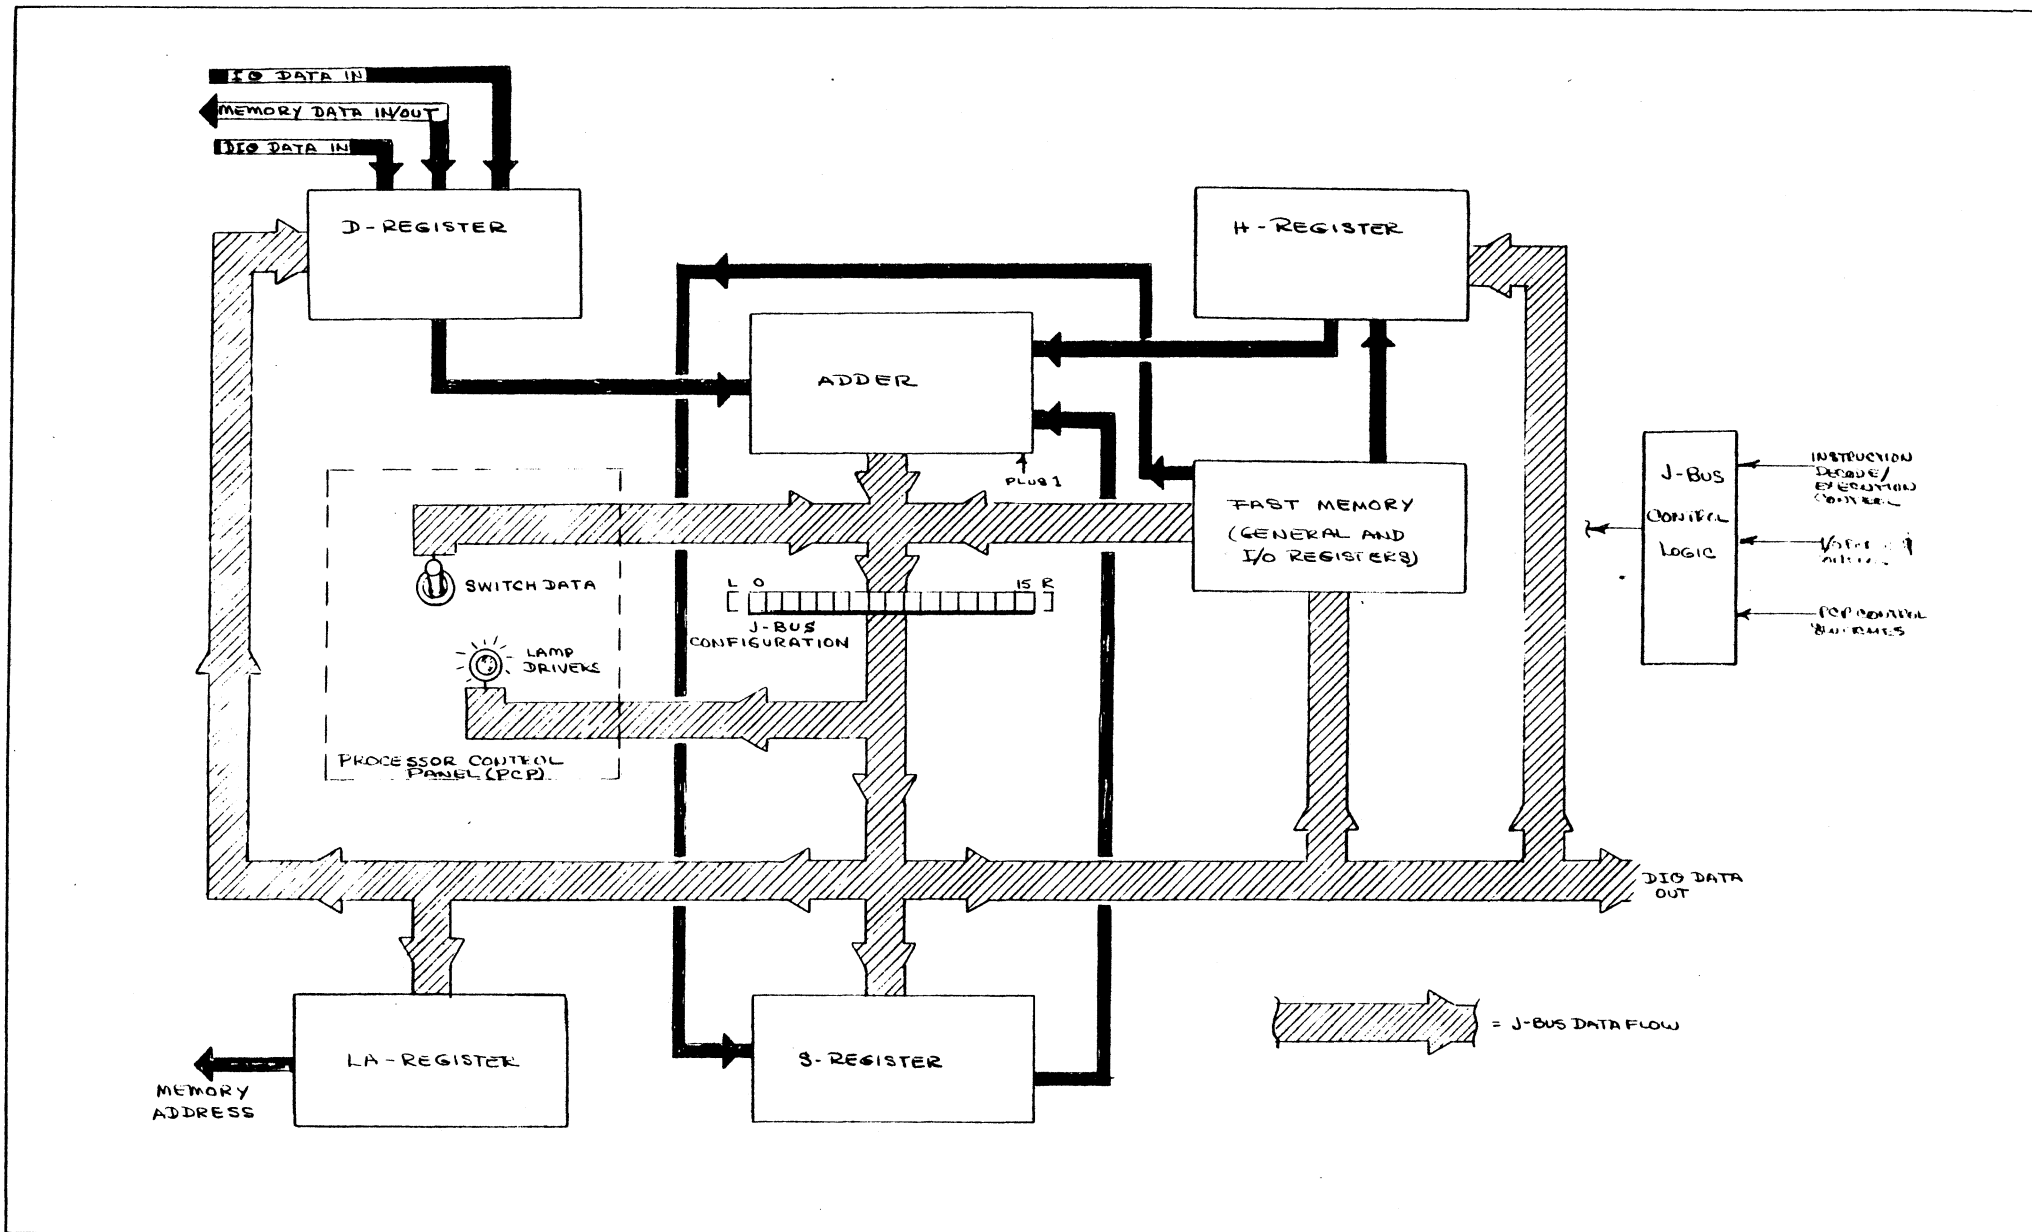 IO DATA IN
MEMORY DATA IN/OUT
DIO DATA IN
D-REGISTER
H-REGISTER
ADDER
PLUS 1
FAST MEMORY
(GENERAL AND
I/O REGISTERS)
J-BUS
CONTROL
LOGIC
INSTRUCTION
DECODE/
EXECUTION
CONTROL
PCP CONTROL
SWITCHES
SWITCH DATA
L 0 15 R
J-BUS
CONFIGURATION
LAMP
DRIVERS
PROCESSOR CONTROL
PANEL (PCP)
DIO DATA
OUT
LA-REGISTER
S-REGISTER
= J-BUS DATA FLOW
MEMORY
ADDRESS